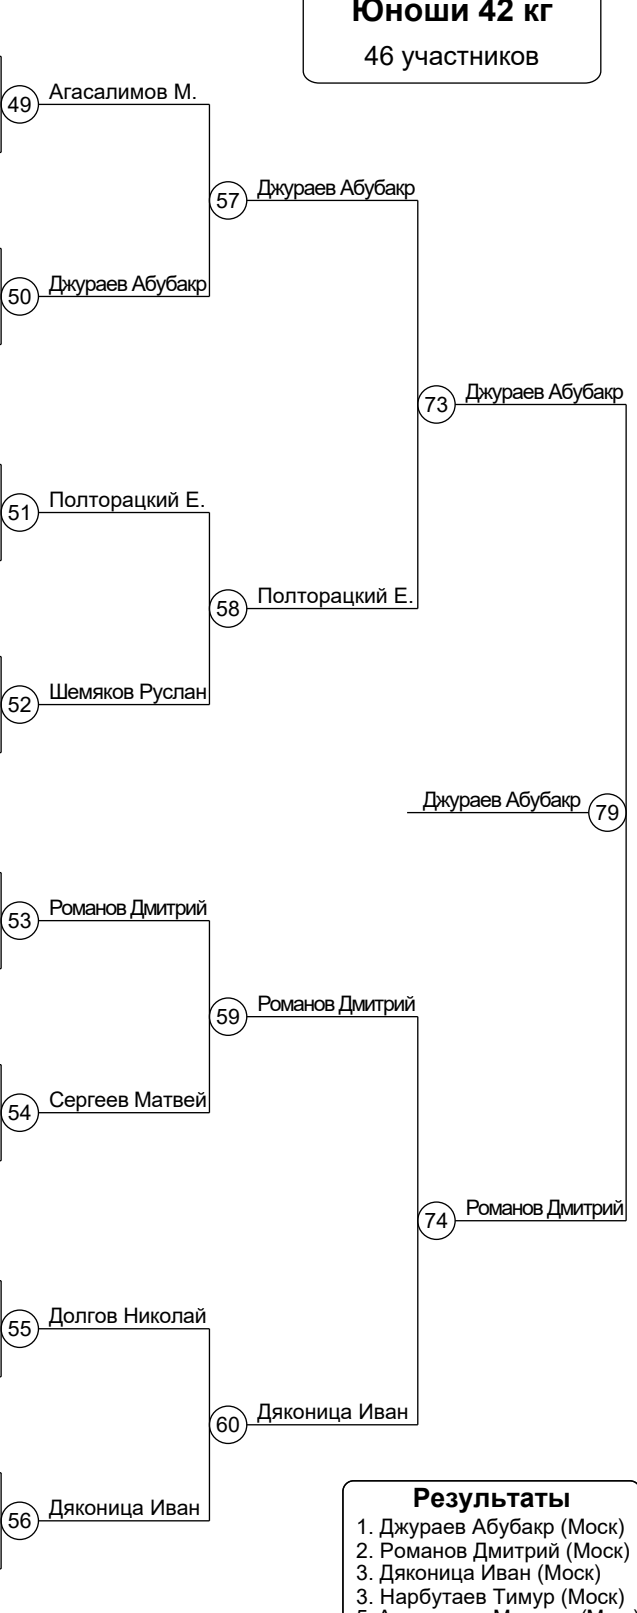 Юноши 42 кг
46 участников
49 Агасалимов М.
57 Джураев Абубакр
50 Джураев Абубакр
73 Джураев Абубакр
51 Полторацкий Е.
58 Полторацкий Е.
52 Шемяков Руслан
Джураев Абубакр 79
53 Романов Дмитрий
59 Романов Дмитрий
54 Сергеев Матвей
74 Романов Дмитрий
55 Долгов Николай
60 Дяконица Иван
56 Дяконица Иван
Результаты
1. Джураев Абубакр (Моск)
2. Романов Дмитрий (Моск)
3. Дяконица Иван (Моск)
3. Нарбутаев Тимур (Моск)